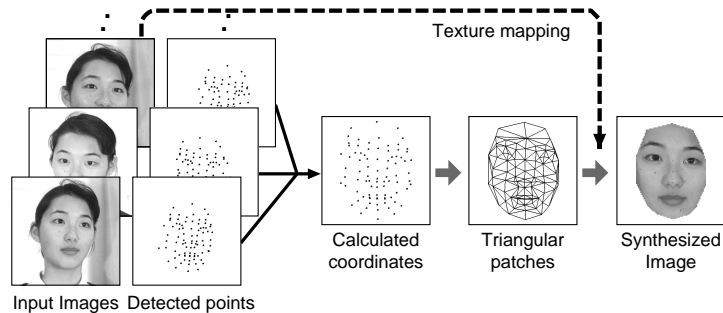 Texture mapping
Calculated
coordinates
Triangular
patches
Synthesized
Image
Input Images
Detected points